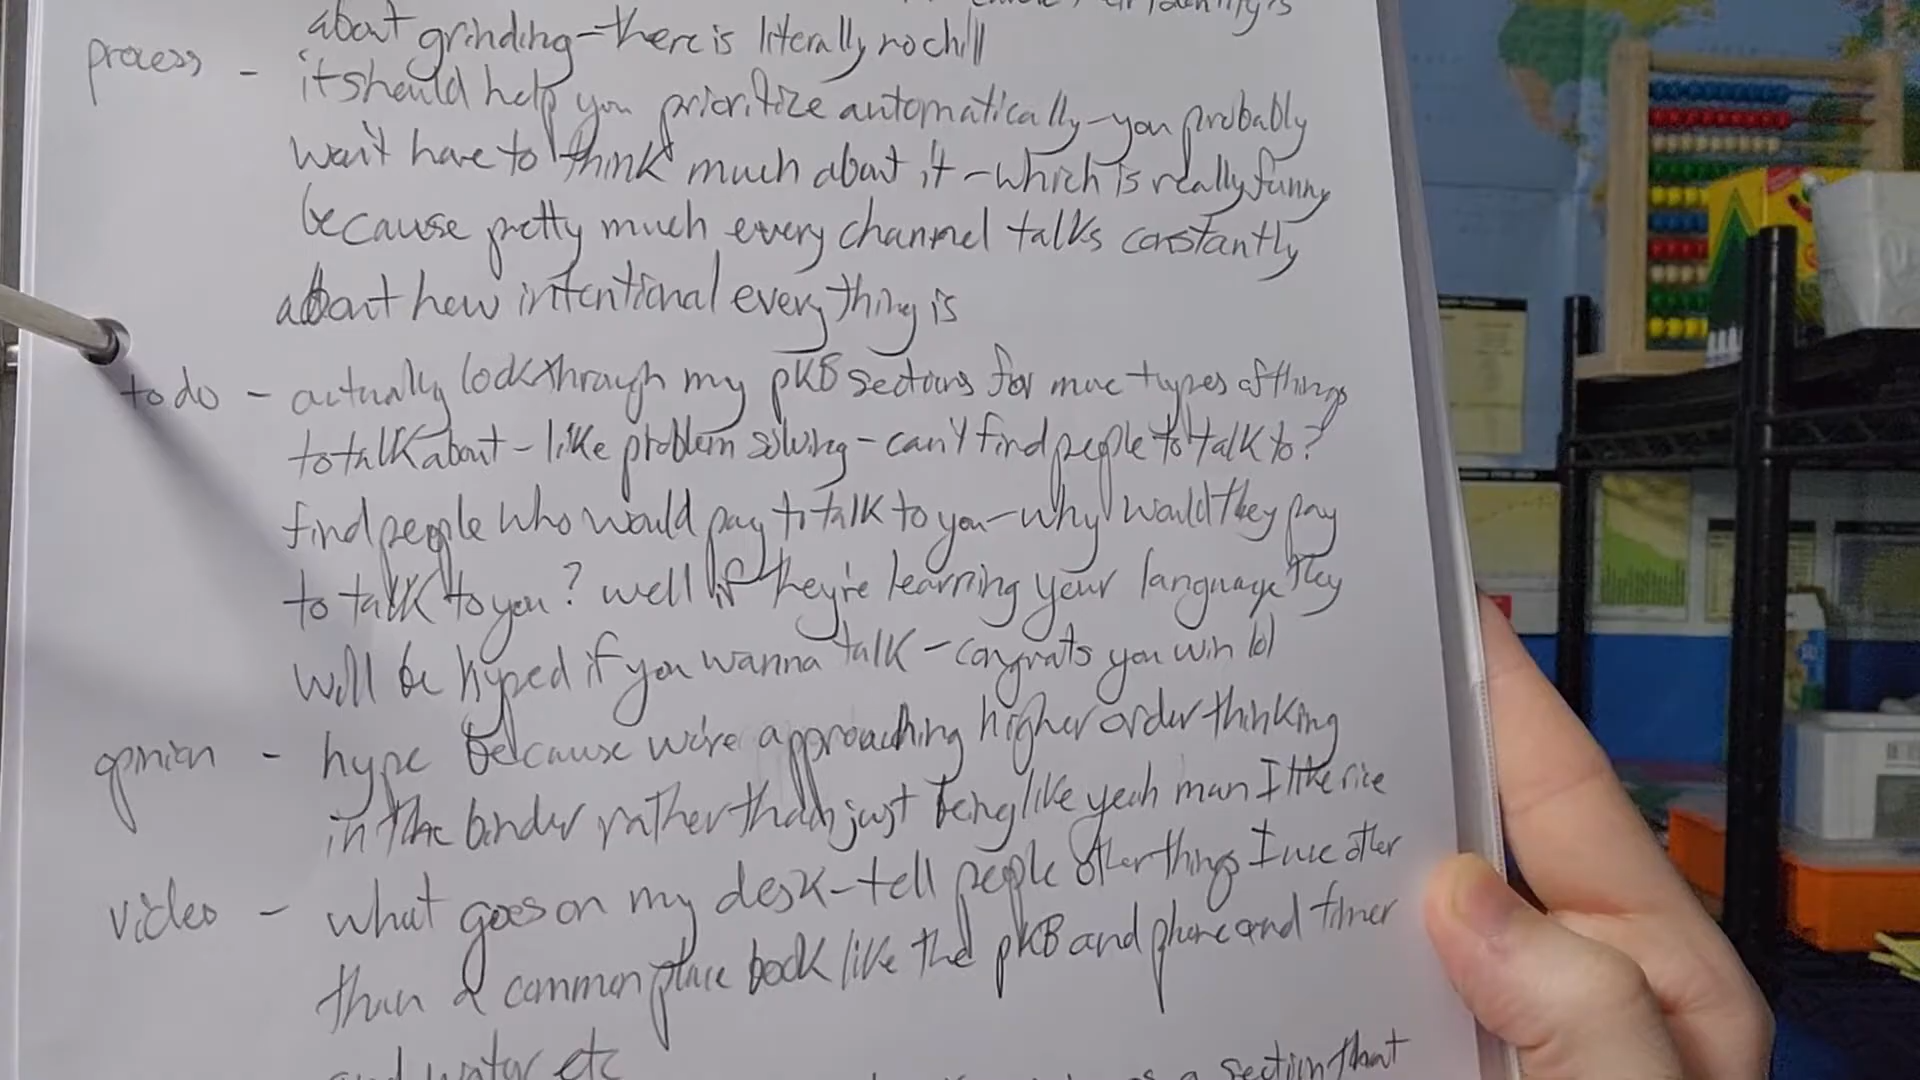 identity is
about grinding - there is literally no chill
process - it should help you prioritize automatically - you probably
won't have to think much about it - which is really funny
because pretty much every channel talks constantly
about how intentional everything is
to do - actually look through my pKB sections for more types of things
to talk about - like problem solving - can't find people to talk to?
find people who would pay to talk to you - why would they pay
to talk to you? well if they're learning your language they
will be hyped if you wanna talk - congrats you win lol
opinion - hype because we're approaching higher order thinking
in the binder rather than just being like yeah man I like rice
video - what goes on my desk - tell people other things I use other
than a common place book like the pKB and phone and timer
and water etc
a section that